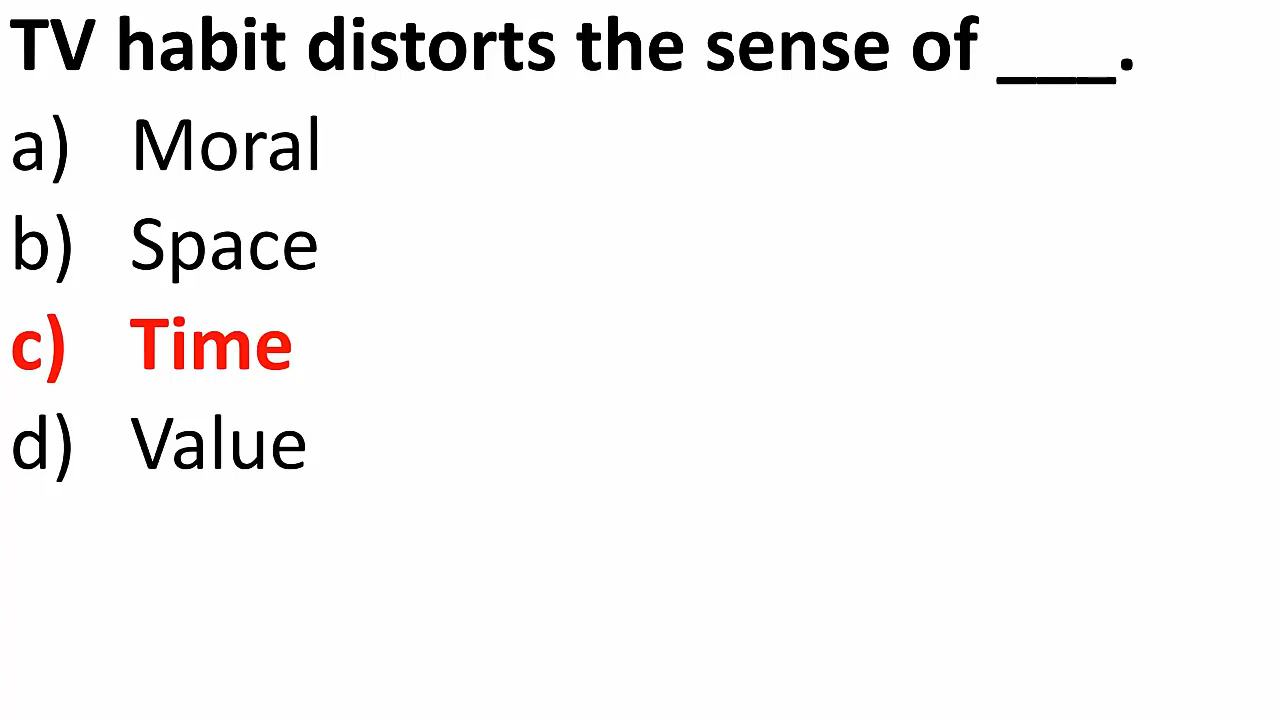 TV habit distorts the sense of ___.
a) Moral
b) Space
c) Time
d) Value